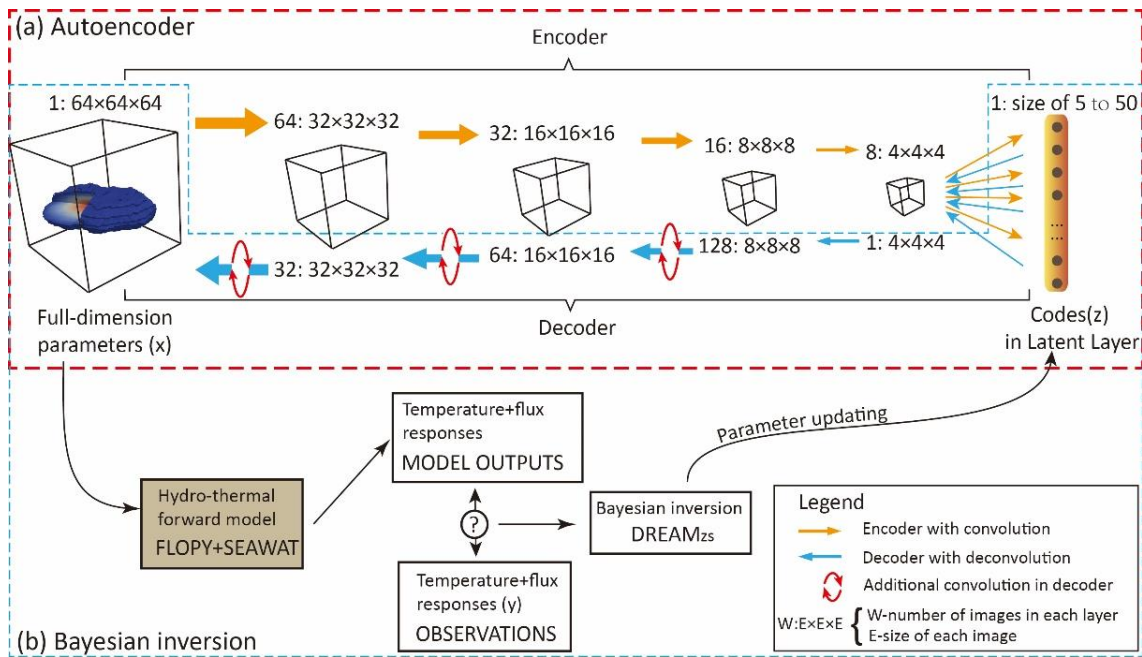 (a) Autoencoder
Encoder
1: 64×64×64
64: 32×32×32
32: 16×16×16
16: 8×8×8
8: 4×4×4
1: size of 5 to 50
...
...
32: 32×32×32
64: 16×16×16
128: 8×8×8
1: 4×4×4
Decoder
Full-dimension
parameters (x)
Codes(z)
in Latent Layer
Parameter updating
Temperature+flux
responses
MODEL OUTPUTS
Hydro-thermal
forward model
FLOPY+SEAWAT
?
Bayesian inversion
DREAMzs
Temperature+flux
responses (y)
OBSERVATIONS
Legend
Encoder with convolution
Decoder with deconvolution
Additional convolution in decoder
W:E×E×E { W-number of images in each layer
E-size of each image
(b) Bayesian inversion